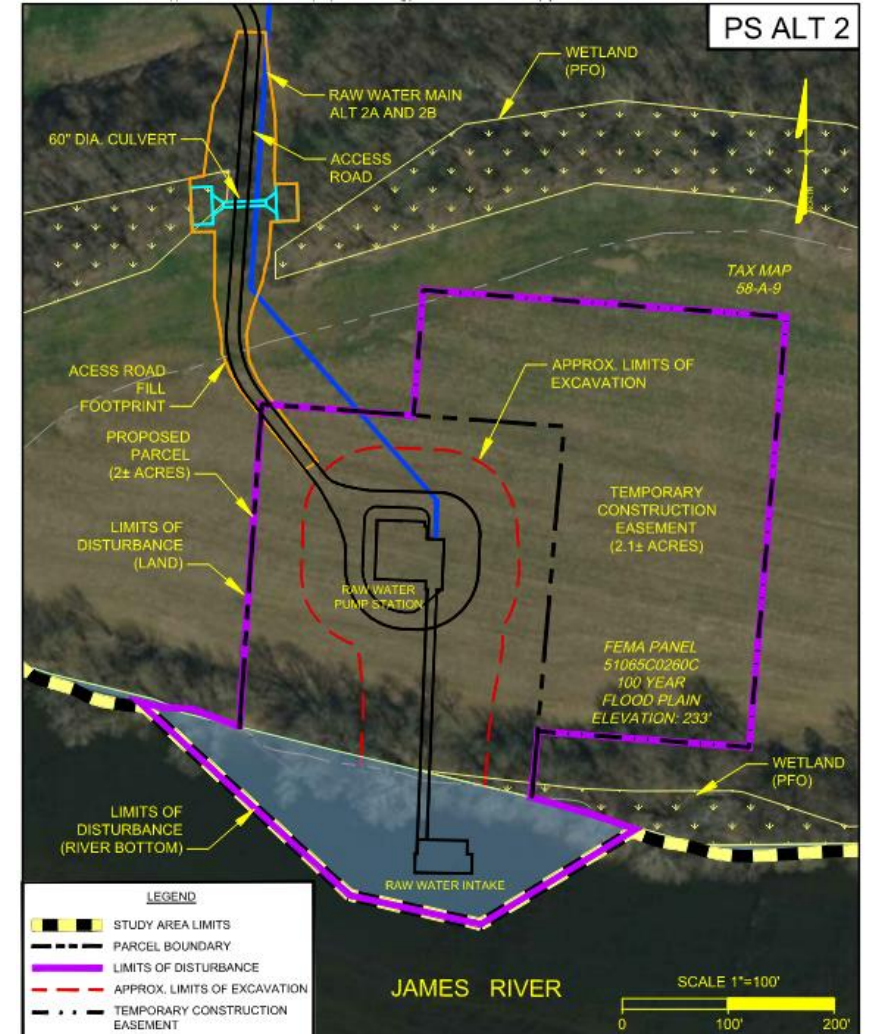 PS ALT 2
WETLAND
(PFO)
RAW WATER MAIN
ALT 2A AND 2B
60" DIA. CULVERT
ACCESS
ROAD
TAX MAP
58-A-9
ACESS ROAD
FILL
FOOTPRINT
APPROX. LIMITS OF
EXCAVATION
PROPOSED
PARCEL
(2± ACRES)
LIMITS OF
DISTURBANCE
(LAND)
TEMPORARY
CONSTRUCTION
EASEMENT
(2.1± ACRES)
RAW WATER
PUMP STATION
FEMA PANEL
51065C0260C
100 YEAR
FLOOD PLAIN
ELEVATION: 233'
WETLAND
(PFO)
LIMITS OF
DISTURBANCE
(RIVER BOTTOM)
RAW WATER INTAKE
LEGEND
STUDY AREA LIMITS
PARCEL BOUNDARY
LIMITS OF DISTURBANCE
APPROX. LIMITS OF EXCAVATION
TEMPORARY CONSTRUCTION
EASEMENT
JAMES RIVER
SCALE 1"=100'
0 100' 200'